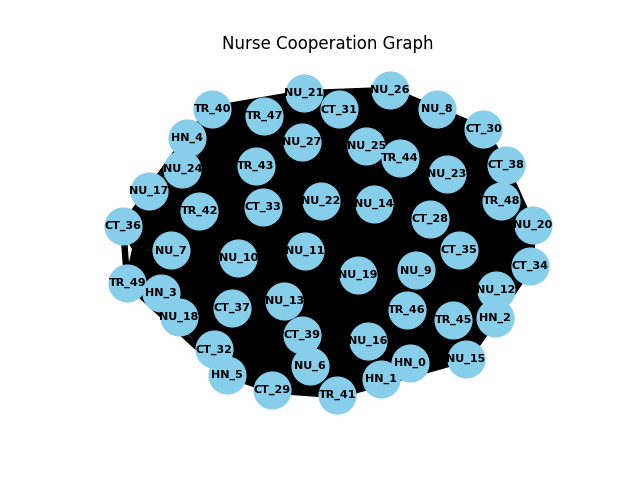 Nurse Cooperation Graph
NU_26
NU_21
TR_40
CT_31
NU_8
TR_47
CT_30
HN_4
NU_27
NU_25
TR_44
CT_38
TR_43
NU_24
NU_23
NU_17
TR_48
NU_22
NU_14
CT_33
TR_42
CT_28
NU_20
CT_36
NU_7
NU_11
CT_35
NU_10
CT_34
NU_9
NU_19
TR_49
NU_12
HN_3
NU_13
CT_37
TR_46
NU_18
HN_2
TR_45
CT_39
NU_16
CT_32
NU_15
HN_0
NU_6
HN_5
HN_1
CT_29
TR_41